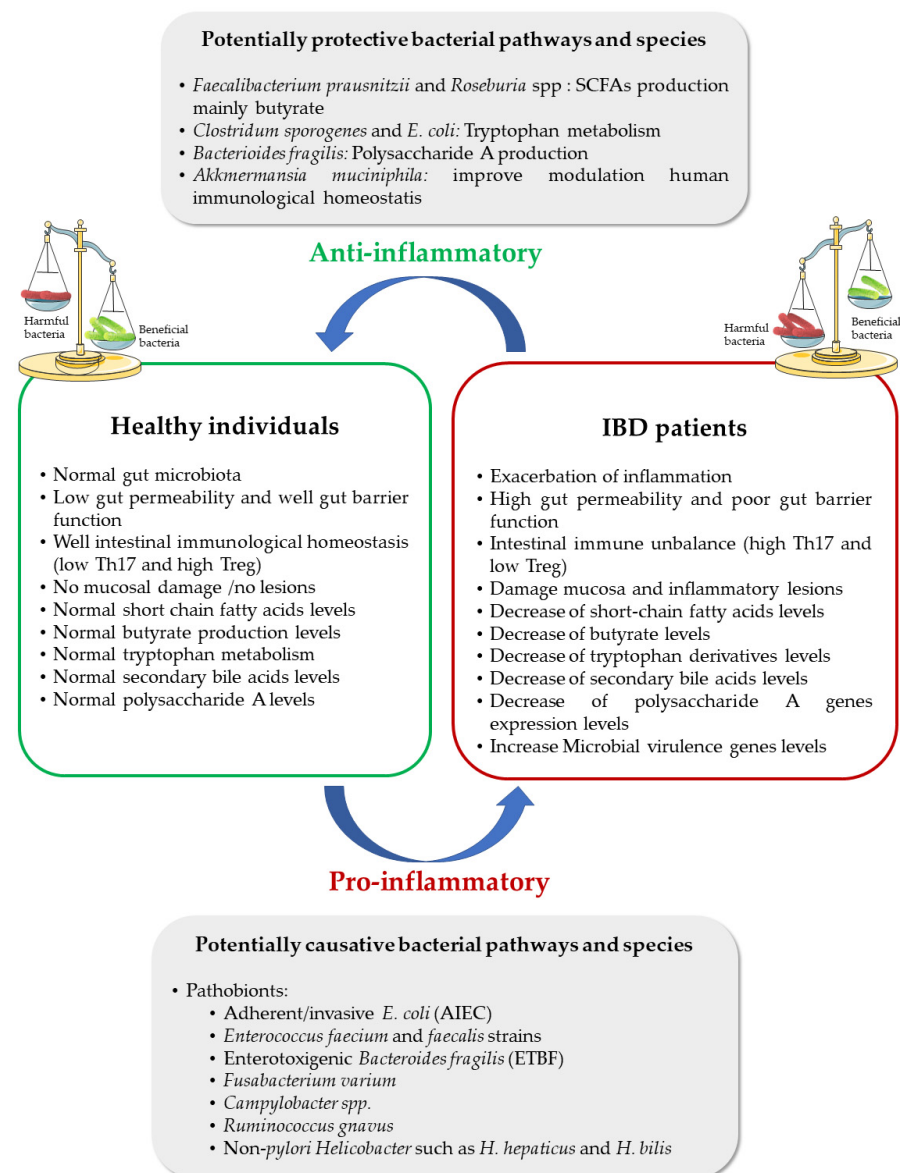 Potentially protective bacterial pathways and species
• Faecalibacterium prausnitzii and Roseburia spp : SCFAs production
mainly butyrate
• Clostridum sporogenes and E. coli: Tryptophan metabolism
• Bacterioides fragilis: Polysaccharide A production
• Akkmermansia muciniphila: improve modulation human
immunological homeostatis
Anti-inflammatory
Harmful
bacteria
Beneficial
bacteria
Harmful
bacteria
Beneficial
bacteria
Healthy individuals
• Normal gut microbiota
• Low gut permeability and well gut barrier
function
• Well intestinal immunological homeostasis
(low Th17 and high Treg)
• No mucosal damage /no lesions
• Normal short chain fatty acids levels
• Normal butyrate production levels
• Normal tryptophan metabolism
• Normal secondary bile acids levels
• Normal polysaccharide A levels
IBD patients
• Exacerbation of inflammation
• High gut permeability and poor gut barrier
function
• Intestinal immune unbalance (high Th17 and
low Treg)
• Damage mucosa and inflammatory lesions
• Decrease of short-chain fatty acids levels
• Decrease of butyrate levels
• Decrease of tryptophan derivatives levels
• Decrease of secondary bile acids levels
• Decrease of polysaccharide A genes
expression levels
• Increase Microbial virulence genes levels
Pro-inflammatory
Potentially causative bacterial pathways and species
• Pathobionts:
• Adherent/invasive E. coli (AIEC)
• Enterococcus faecium and faecalis strains
• Enterotoxigenic Bacteroides fragilis (ETBF)
• Fusabacterium varium
• Campylobacter spp.
• Ruminococcus gnavus
• Non-pylori Helicobacter such as H. hepaticus and H. bilis